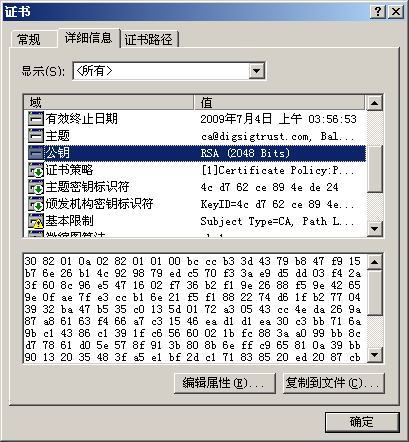 证书
常规 详细信息 证书路径
显示(S): <所有>
域 值
有效终止日期 2009年7月4日 上午 03:56:53
主题 ca@digsigtrust.com, Bal...
公钥 RSA (2048 Bits)
证书策略 [1]Certificate Policy:P...
主题密钥标识符 4c d7 62 ce 89 4e de 24
颁发机构密钥标识符 KeyID=4c d7 62 ce 89 4e...
基本限制 Subject Type=CA, Path L...
30 82 01 0a 02 82 01 01 00 bc cc b3 3d 43 79 b8 47 f9 15
b7 6e 26 b1 4c 92 98 79 ed c5 70 f3 3a e9 d5 dd 03 f4 2a
3f 60 8c 96 e5 47 16 02 f7 36 b2 f1 9e 26 88 f5 9e 42 65
9e 0f ae 7f e3 cc b1 6e 21 f5 f1 88 22 74 d6 1f b2 77 04
39 32 ba 47 b5 35 c0 13 5d 01 72 a3 05 43 cc 4e da 26 9a
87 a8 61 63 f4 66 a7 c3 15 46 ea d1 d1 ea 30 c3 bb 71 6a
9b c1 43 86 c1 39 1f c6 56 60 02 1b fc 88 3a a0 99 bb 8c
d7 78 61 d0 5e 57 8f 91 3b 80 8b 6e ff c9 65 81 0a 39 bb
90 13 20 35 48 3f a5 e1 bf 2d c1 71 83 85 20 ed 20 87 cb
编辑属性(E)... 复制到文件(C)...
确定